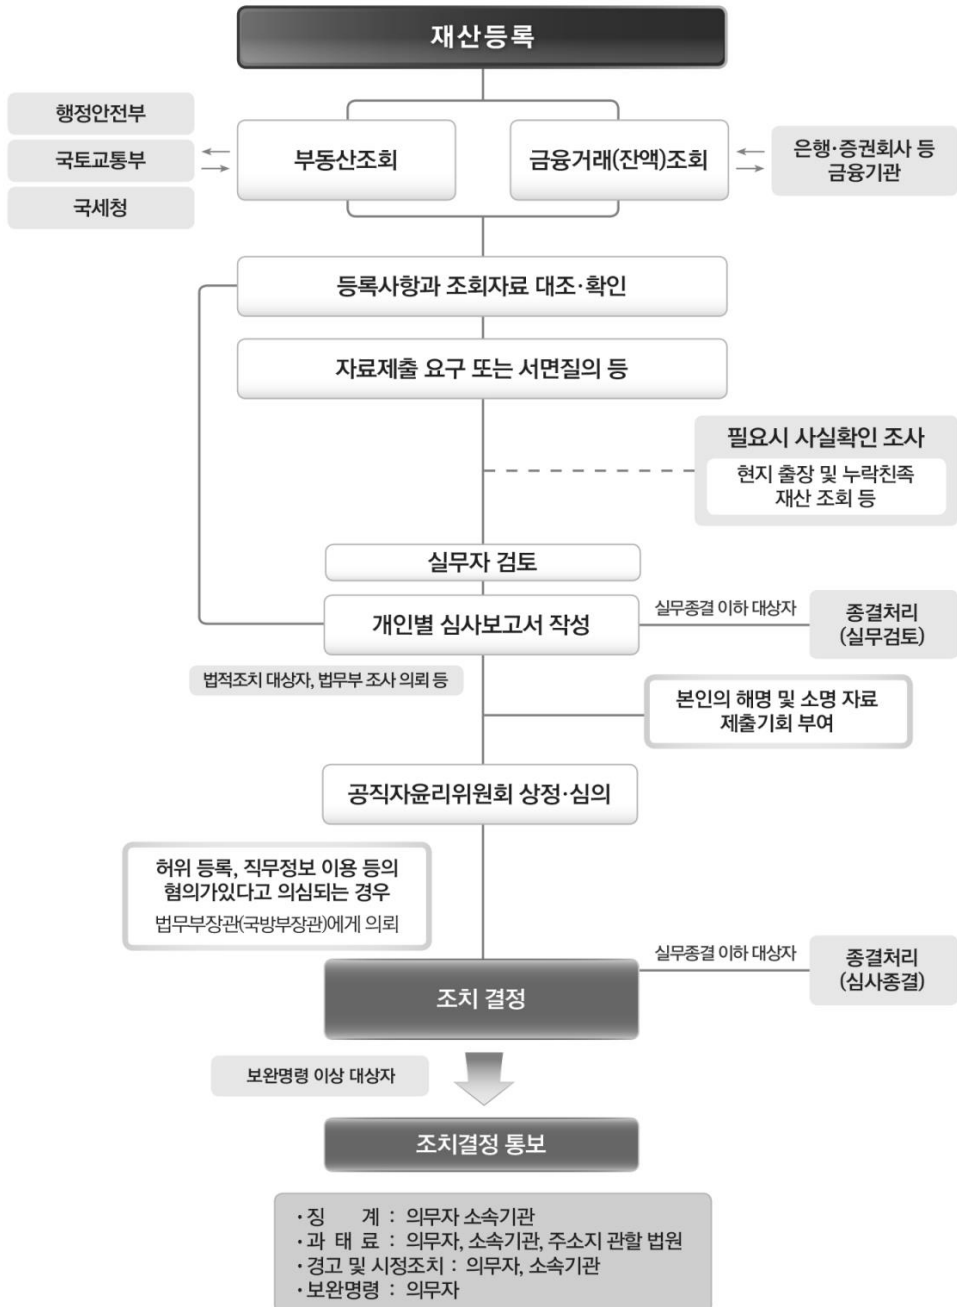 재산등록
행정안전부
국토교통부
국세청
부동산조회
금융거래(잔액)조회
은행·증권회사 등
금융기관
등록사항과 조회자료 대조·확인
자료제출 요구 또는 서면질의 등
필요시 사실확인 조사
현지 출장 및 누락친족
재산 조회 등
실무자 검토
개인별 심사보고서 작성
실무종결 이하 대상자
종결처리
(실무검토)
법적조치 대상자, 법무부 조사 의뢰 등
본인의 해명 및 소명 자료
제출기회 부여
공직자윤리위원회 상정·심의
허위 등록, 직무정보 이용 등의
혐의가있다고 의심되는 경우
법무부장관(국방부장관)에게 의뢰
실무종결 이하 대상자
종결처리
(심사종결)
조치 결정
보완명령 이상 대상자
조치결정 통보
·징 계 : 의무자 소속기관
·과 태 료 : 의무자, 소속기관, 주소지 관할 법원
·경고 및 시정조치 : 의무자, 소속기관
·보완명령 : 의무자